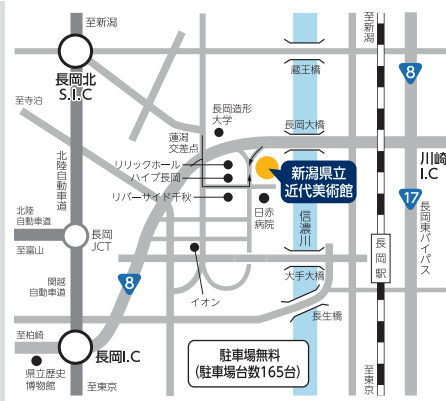 至新潟
至新潟
長岡北
S.I.C
蔵王橋
8
至寺泊
長岡造形
大学
長岡大橋
蓮潟
交差点
川崎
I.C
リリックホール
ハイブ長岡
新潟県立
近代美術館
リバーサイド千秋
日赤
病院
17
北陸自動車道
北陸
自動車道
長岡
JCT
信濃川
長岡駅
長岡東バイパス
至富山
関越
自動車道
8
イオン
大手大橋
長生橋
至柏崎
長岡I.C
県立歴史
博物館
至東京
駐車場無料
(駐車場台数165台)
至東京